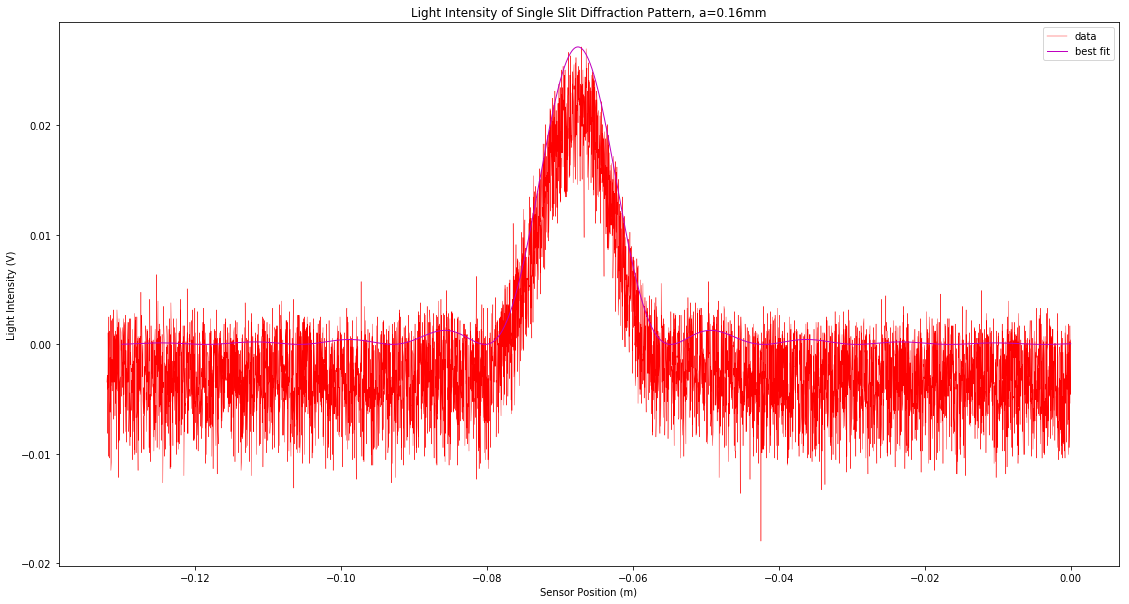 Light Intensity of Single Slit Diffraction Pattern, a=0.16mm
data
best fit
0.02
0.01
0.00
−0.01
−0.02
Light Intensity (V)
−0.12
−0.10
−0.08
−0.06
−0.04
−0.02
0.00
Sensor Position (m)